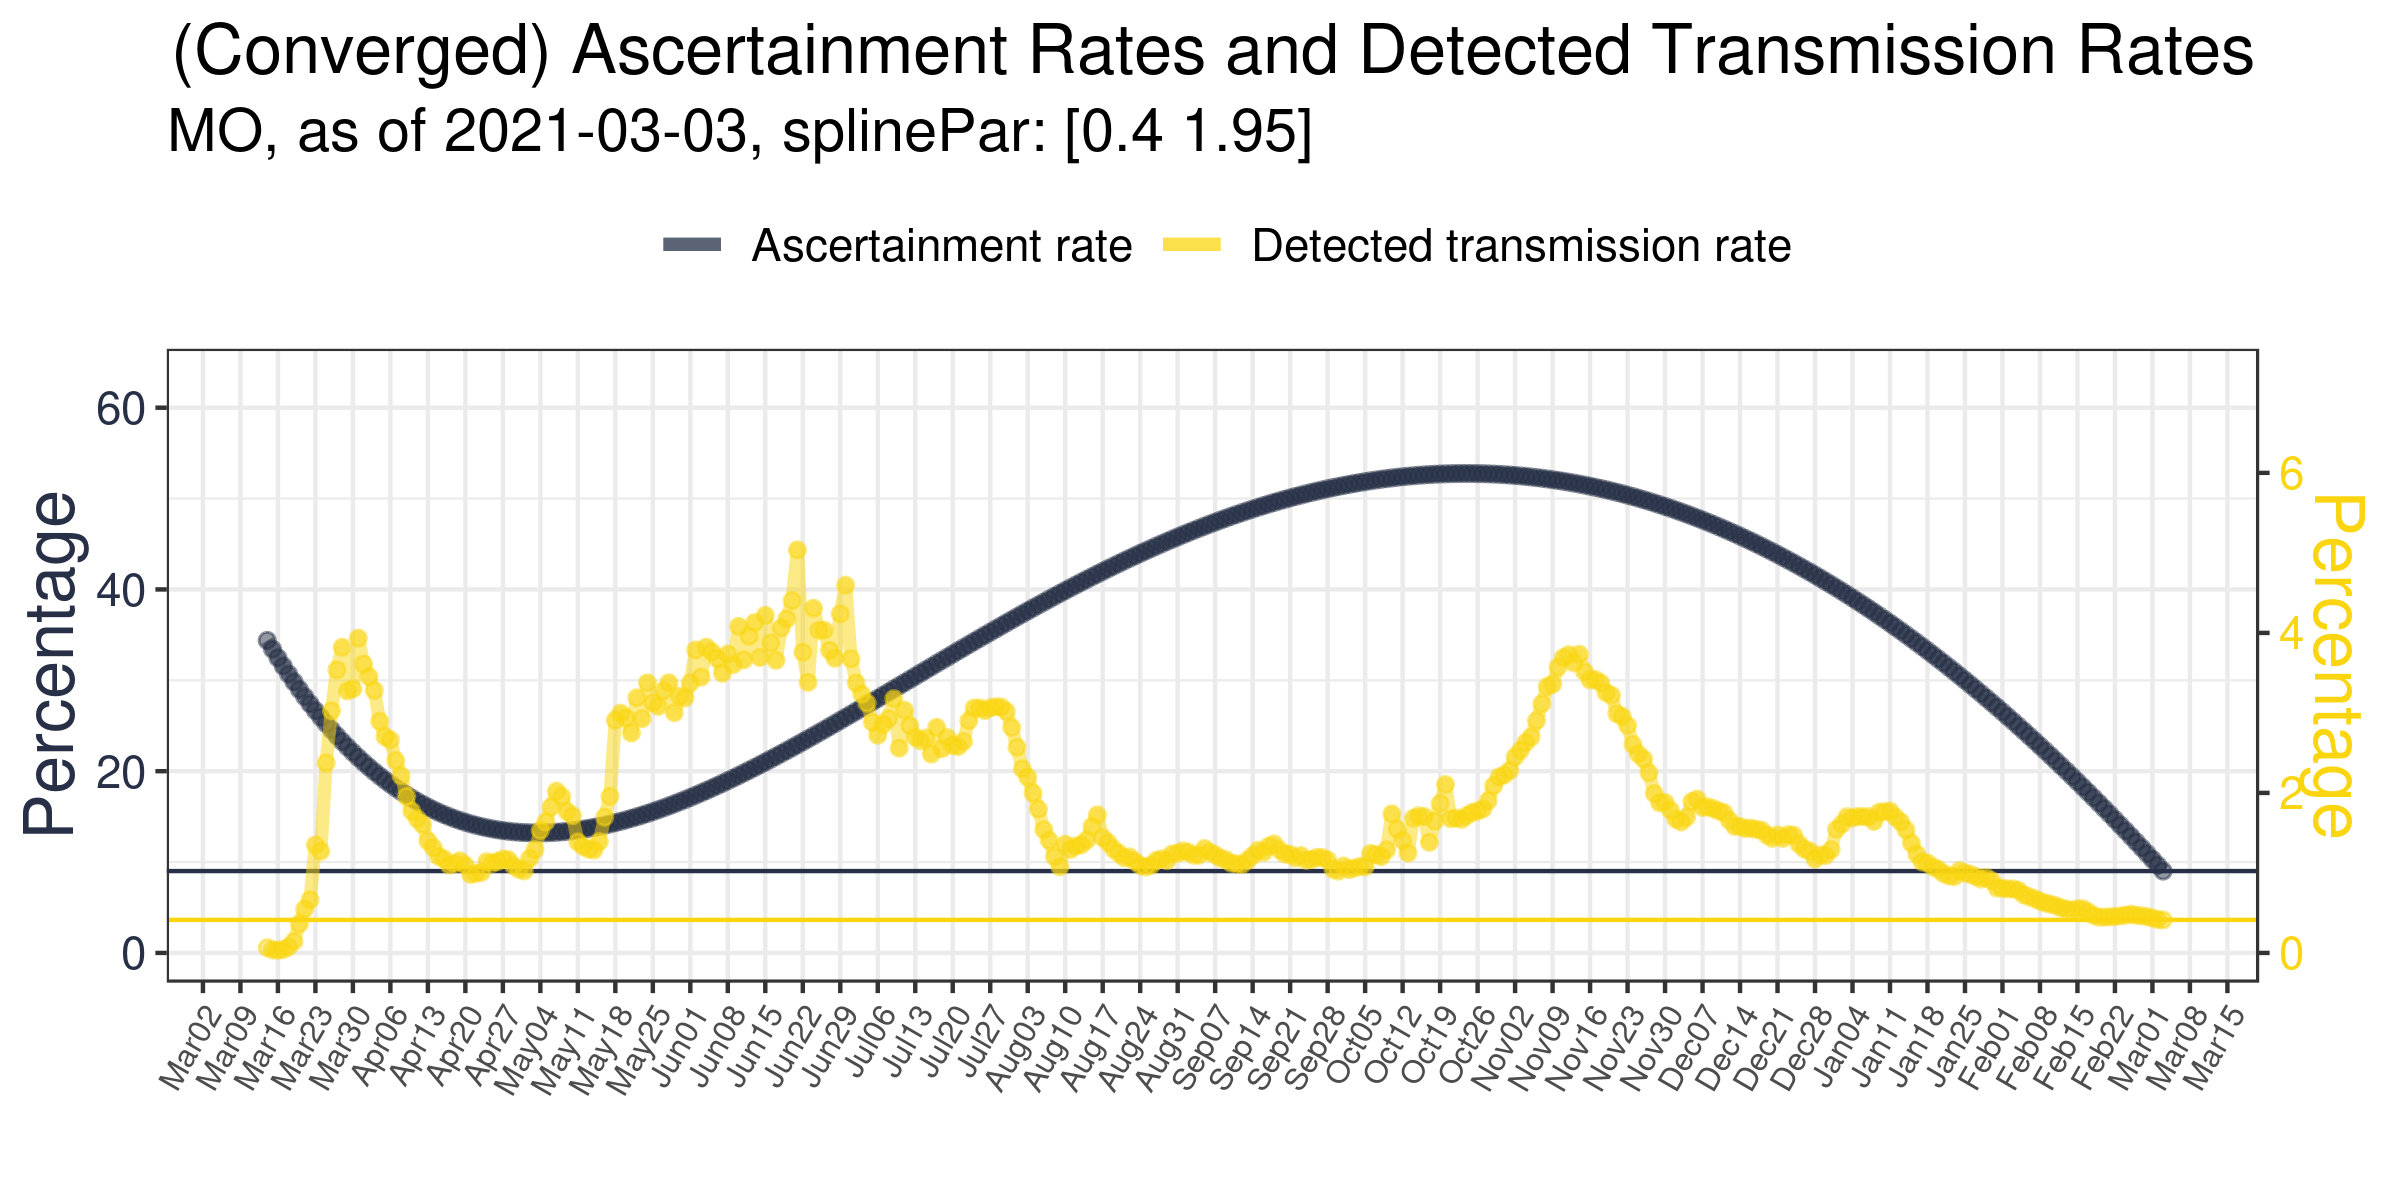 (Converged) Ascertainment Rates and Detected Transmission Rates
MO, as of 2021-03-03, splinePar: [0.4 1.95]
Ascertainment rate
Detected transmission rate
Percentage
60
40
20
0
6
4
2
0
Percentage
Mar02
Mar09
Mar16
Mar23
Mar30
Apr06
Apr13
Apr20
Apr27
May04
May11
May18
May25
Jun01
Jun08
Jun15
Jun22
Jun29
Jul06
Jul13
Jul20
Jul27
Aug03
Aug10
Aug17
Aug24
Aug31
Sep07
Sep14
Sep21
Sep28
Oct05
Oct12
Oct19
Oct26
Nov02
Nov09
Nov16
Nov23
Nov30
Dec07
Dec14
Dec21
Dec28
Jan04
Jan11
Jan18
Jan25
Feb01
Feb08
Feb15
Feb22
Mar01
Mar08
Mar15